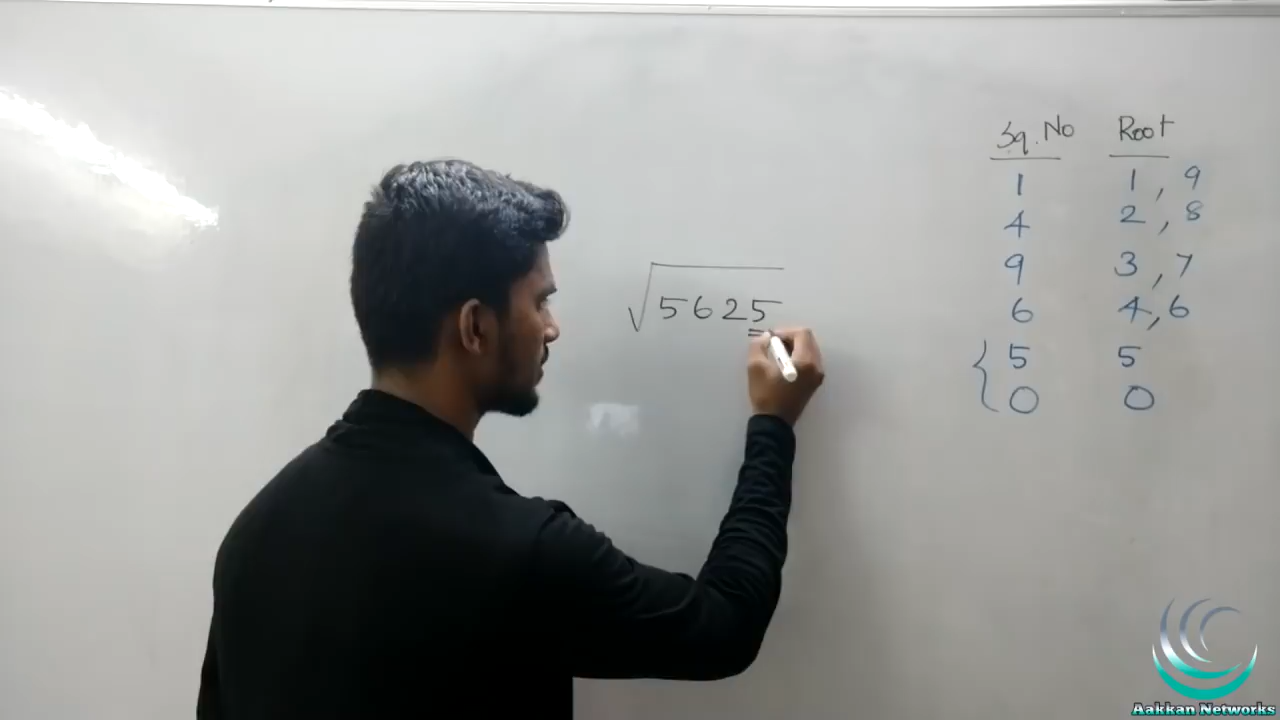 √5625
Sq. No Root
1 1, 9
4 2, 8
9 3, 7
6 4, 6
{ 5 5
0 0
Aakkan Networks